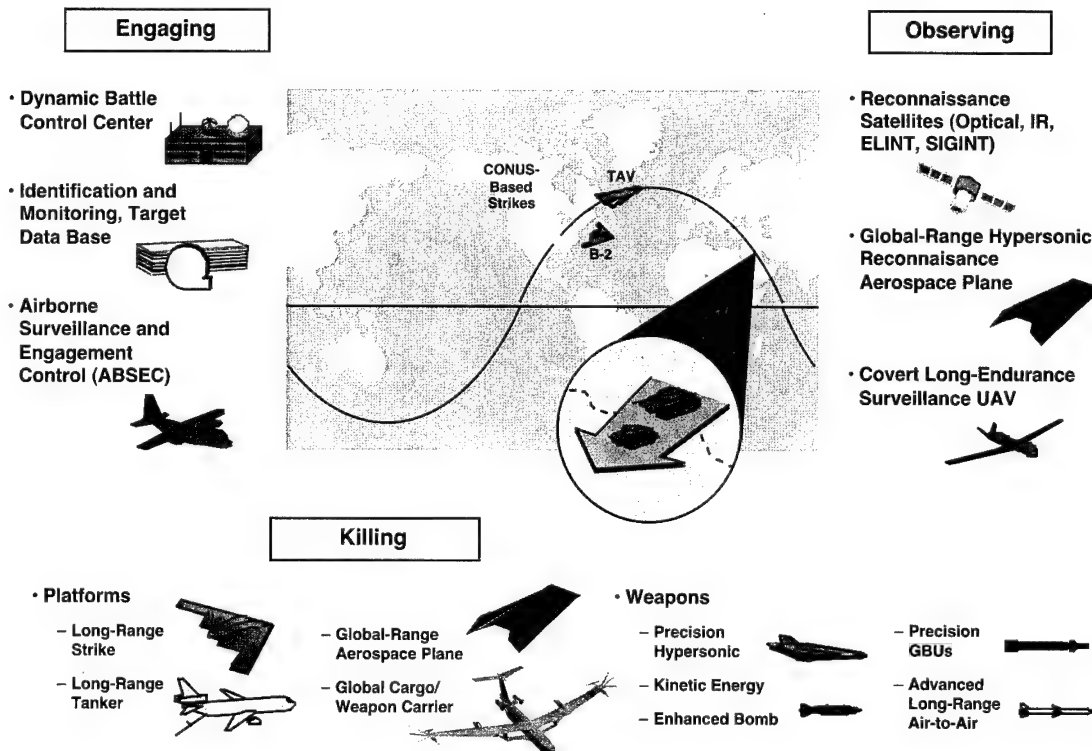 Engaging
• Dynamic Battle
Control Center
• Identification and
Monitoring, Target
Data Base
• Airborne
Surveillance and
Engagement
Control (ABSEC)
CONUS-
Based
Strikes
TAV
B-2
Observing
• Reconnaissance
Satellites (Optical, IR,
ELINT, SIGINT)
• Global-Range Hypersonic
Reconnaisance
Aerospace Plane
• Covert Long-Endurance
Surveillance UAV
Killing
• Platforms
– Long-Range
Strike
– Long-Range
Tanker
– Global-Range
Aerospace Plane
– Global Cargo/
Weapon Carrier
• Weapons
– Precision
Hypersonic
– Kinetic Energy
– Enhanced Bomb
– Precision
GBUs
– Advanced
Long-Range
Air-to-Air